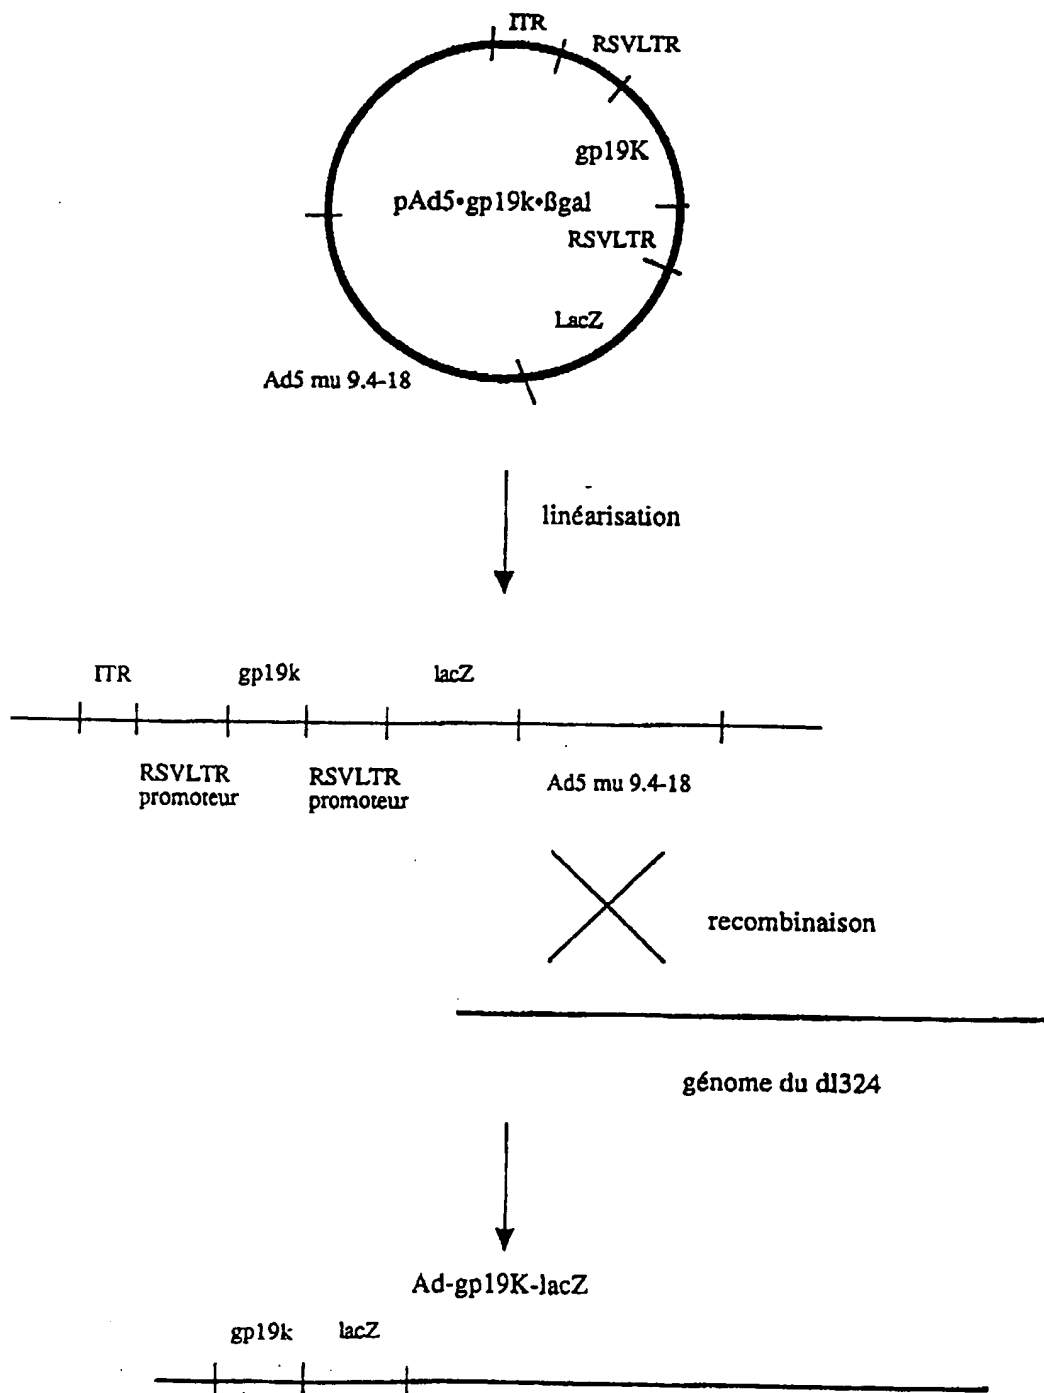 ITR
RSVLTR
gp19K
pAd5•gp19k•ßgal
RSVLTR
LacZ
Ad5 mu 9.4-18
linéarisation
ITR
gp19k
lacZ
RSVLTR
promoteur
RSVLTR
promoteur
Ad5 mu 9.4-18
recombinaison
génome du dl324
Ad-gp19K-lacZ
gp19k
lacZ